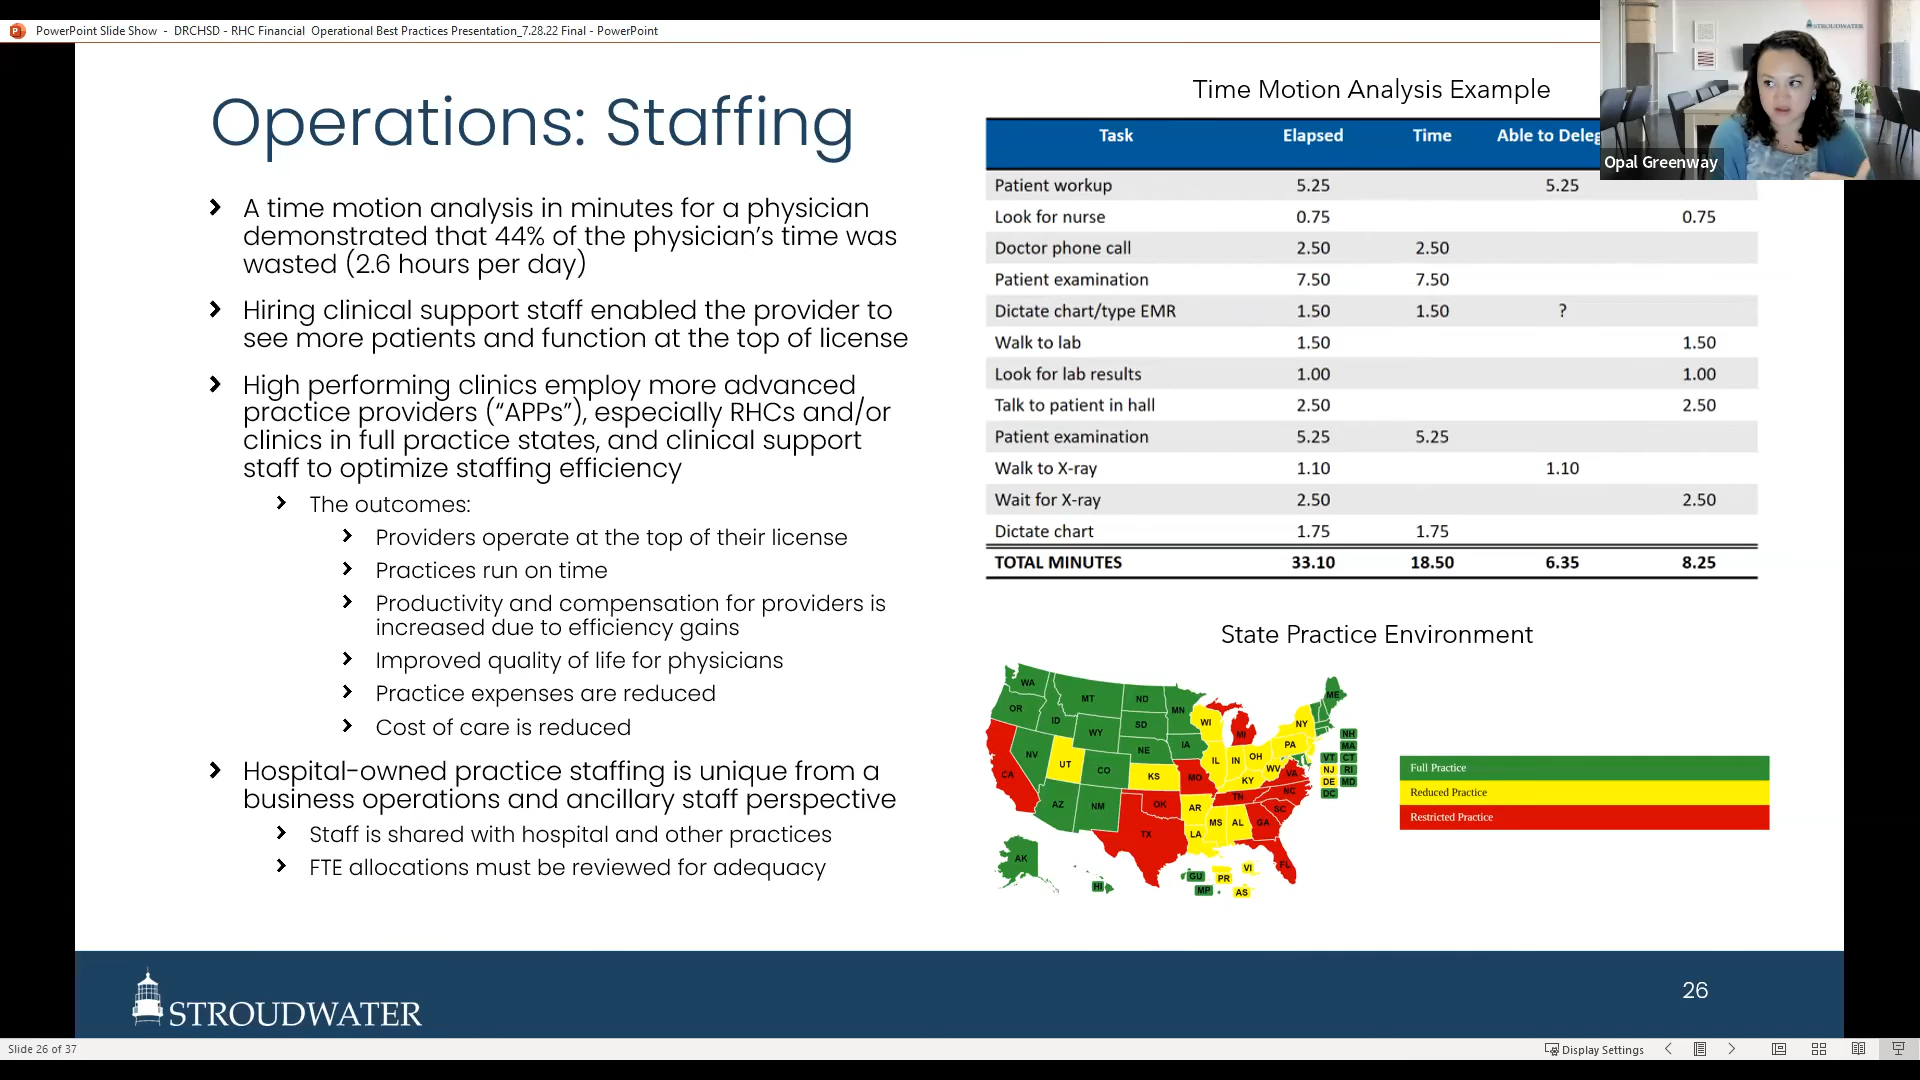 PowerPoint Slide Show - DRCHSD - RHC Financial Operational Best Practices Presentation_7.28.22 Final - PowerPoint
STROUDWATER
Opal Greenway
Operations: Staffing
A time motion analysis in minutes for a physician
demonstrated that 44% of the physician’s time was
wasted (2.6 hours per day)
Hiring clinical support staff enabled the provider to
see more patients and function at the top of license
High performing clinics employ more advanced
practice providers (“APPs”), especially RHCs and/or
clinics in full practice states, and clinical support
staff to optimize staffing efficiency
The outcomes:
Providers operate at the top of their license
Practices run on time
Productivity and compensation for providers is
increased due to efficiency gains
Improved quality of life for physicians
Practice expenses are reduced
Cost of care is reduced
Hospital-owned practice staffing is unique from a
business operations and ancillary staff perspective
Staff is shared with hospital and other practices
FTE allocations must be reviewed for adequacy
Time Motion Analysis Example
Task Elapsed Time Able to Deleg
Patient workup 5.25 5.25
Look for nurse 0.75 0.75
Doctor phone call 2.50 2.50
Patient examination 7.50 7.50
Dictate chart/type EMR 1.50 1.50 ?
Walk to lab 1.50 1.50
Look for lab results 1.00 1.00
Talk to patient in hall 2.50 2.50
Patient examination 5.25 5.25
Walk to X-ray 1.10 1.10
Wait for X-ray 2.50 2.50
Dictate chart 1.75 1.75
TOTAL MINUTES 33.10 18.50 6.35 8.25
State Practice Environment
WA MT ND MN ME
OR ID WY SD WI MI NY
NV UT CO NE IA IL IN OH PA
CA AZ NM KS MO KY WV VA
OK AR TN NC SC
TX LA MS AL GA FL
AK HI GU MP PR VI AS
NH
MA
VT CT
NJ RI
DE MD
DC
Full Practice
Reduced Practice
Restricted Practice
STROUDWATER
26
Slide 26 of 37
Display Settings